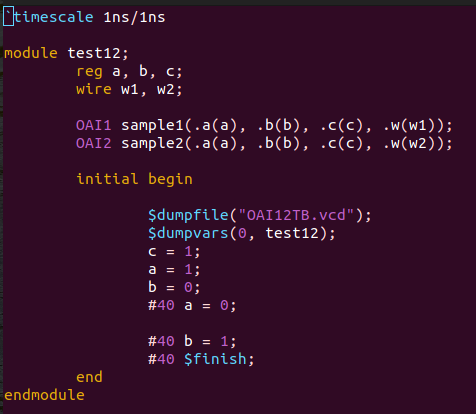 `timescale 1ns/1ns
module test12;
reg a, b, c;
wire w1, w2;
OAI1 sample1(.a(a), .b(b), .c(c), .w(w1));
OAI2 sample2(.a(a), .b(b), .c(c), .w(w2));
initial begin
$dumpfile("OAI12TB.vcd");
$dumpvars(0, test12);
c = 1;
a = 1;
b = 0;
#40 a = 0;
#40 b = 1;
#40 $finish;
end
endmodule